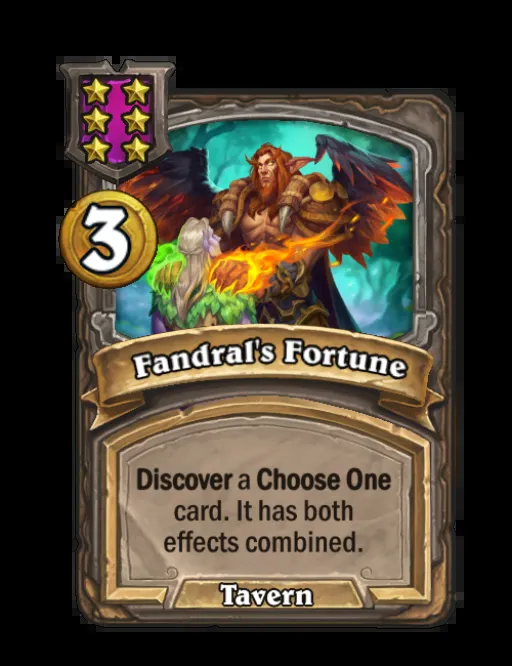 3
Fandral's Fortune
Discover a Choose One
card. It has both
effects combined.
Tavern